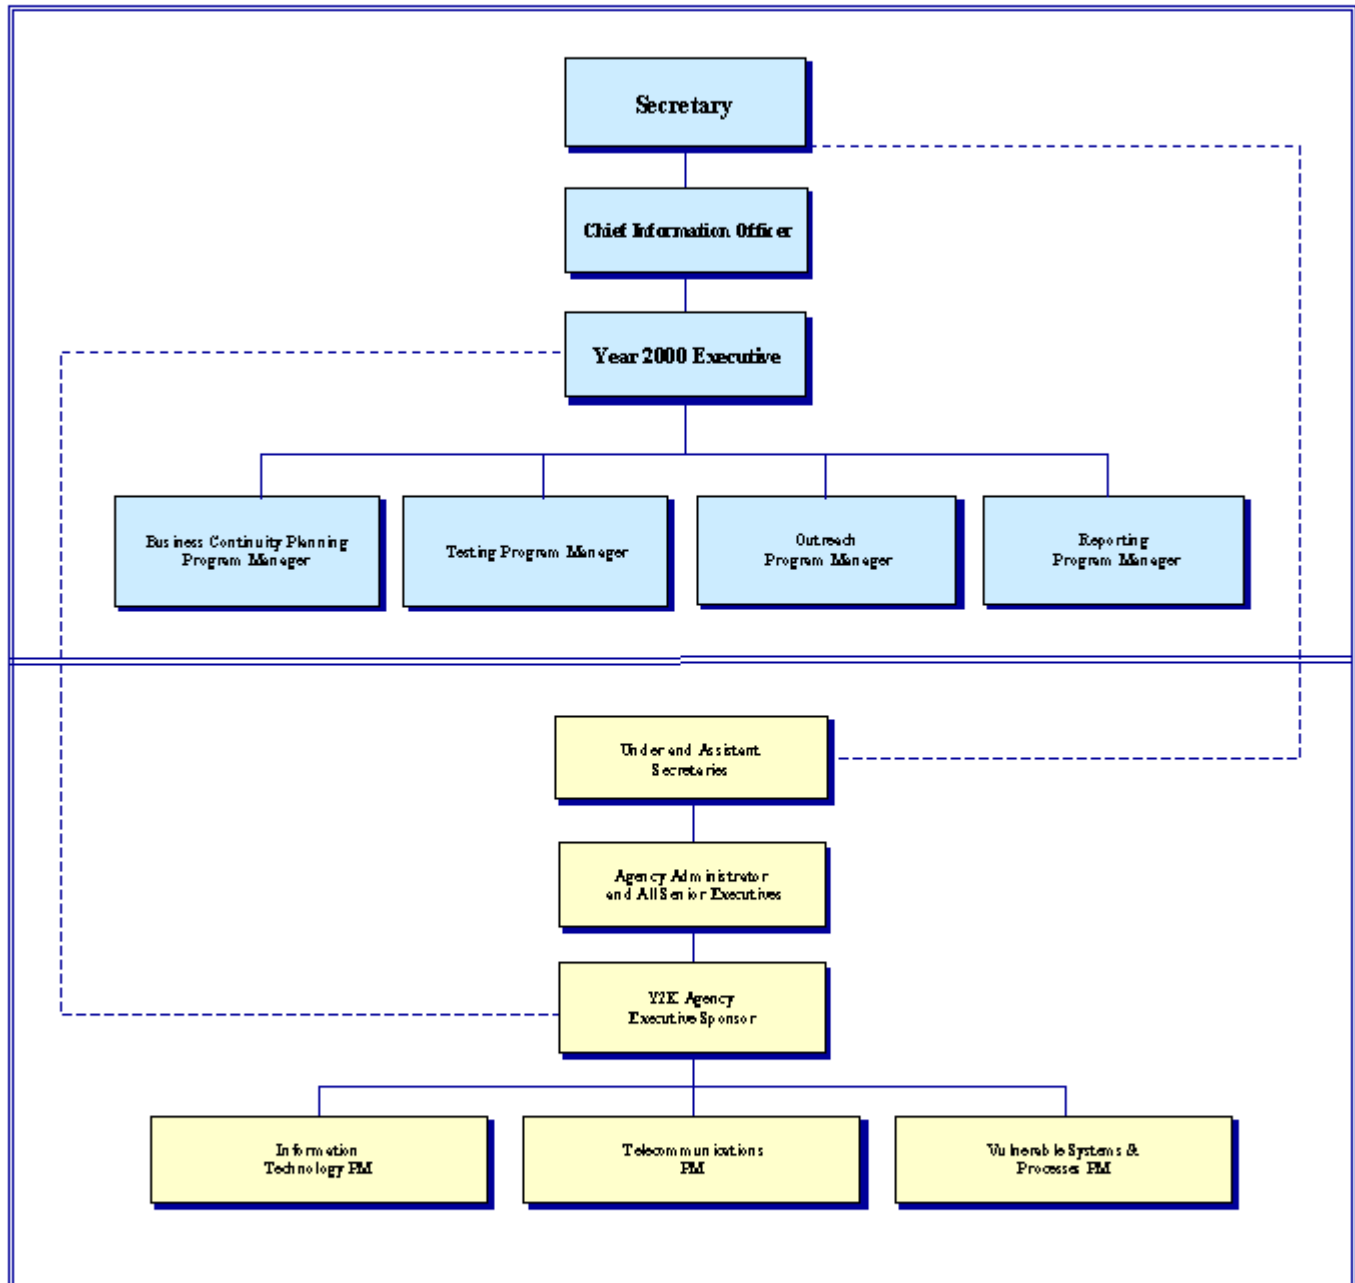 Secretary
Chief Information Officer
Year 2000 Executive
Business Continuity Planning
Program Manager
Testing Program Manager
Outreach
Program Manager
Reporting
Program Manager
Under and Assistant
Secretaries
Agency Administrator
and All Senior Executives
Y2K Agency
Executive Sponsor
Information
Technology PM
Telecommunications
PM
Vulnerable Systems &
Processes PM